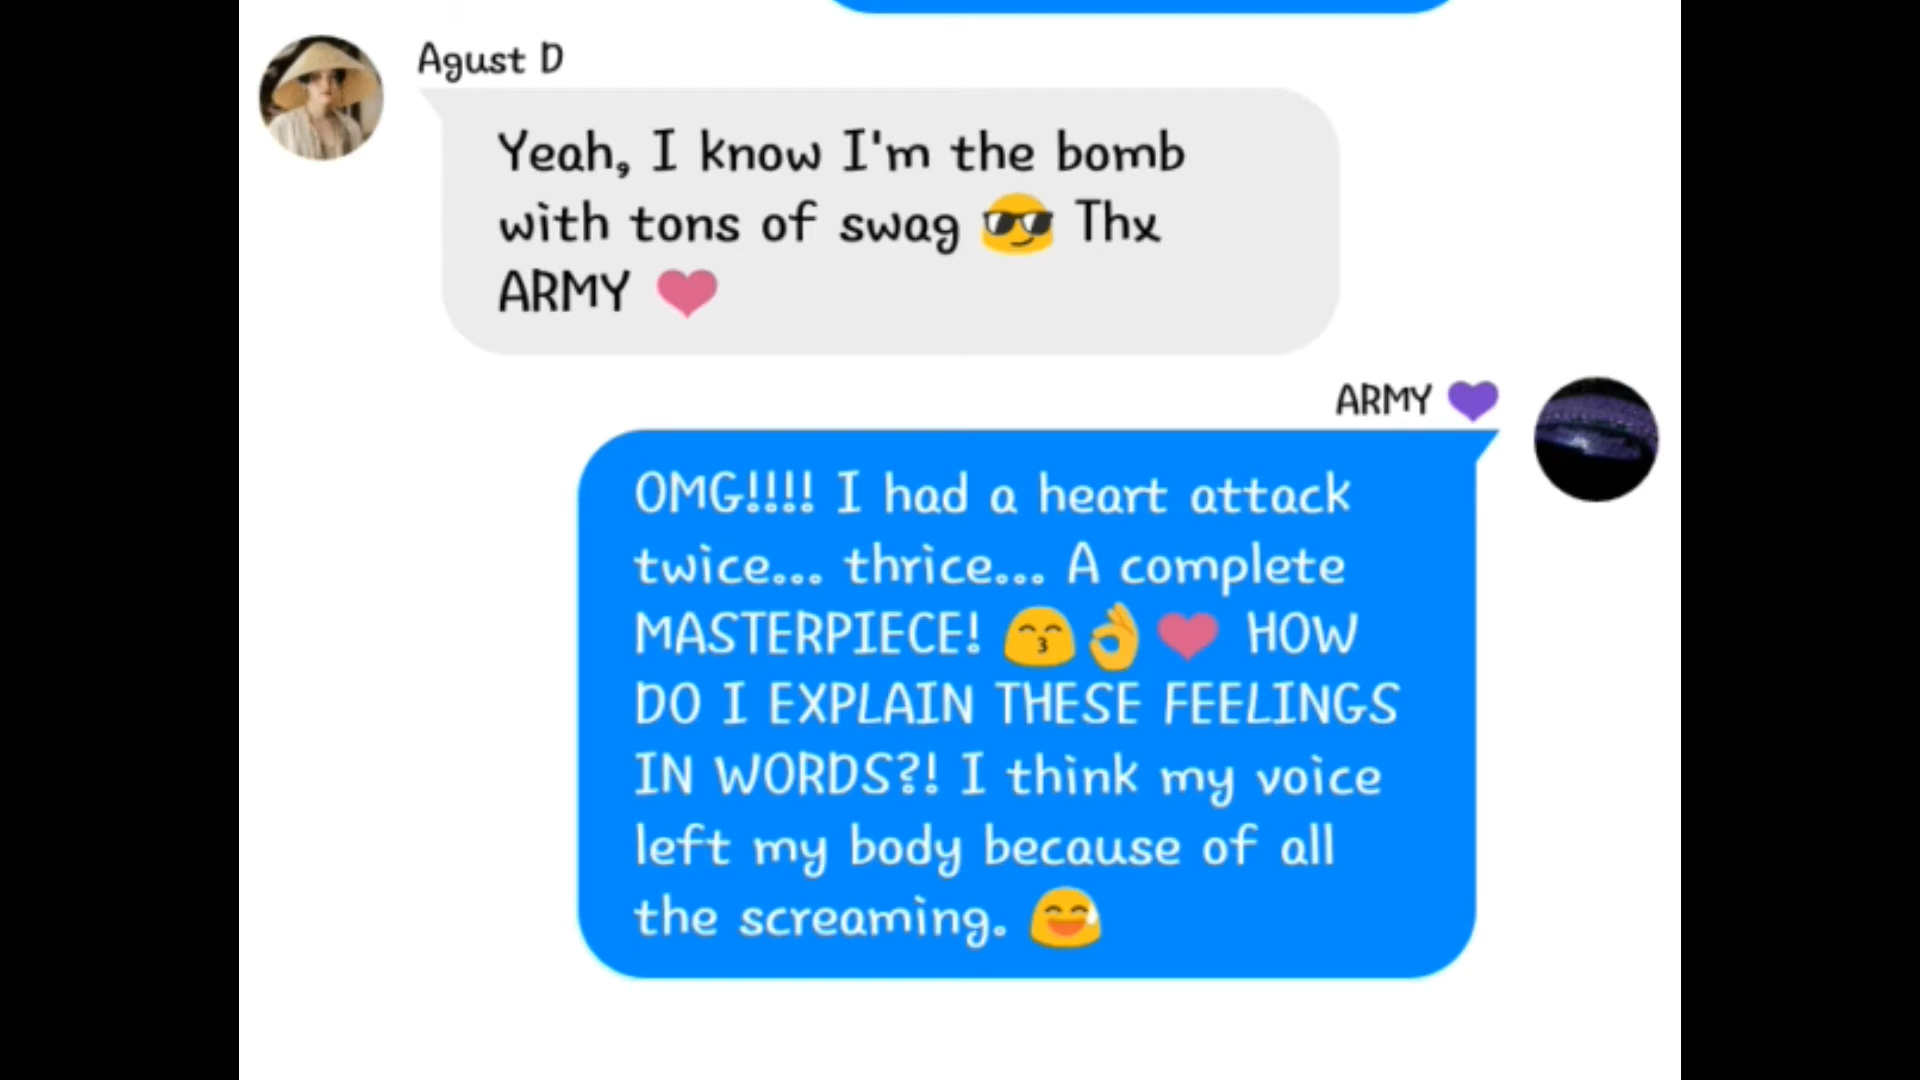 Agust D
Yeah, I know I'm the bomb
with tons of swag 😎 Thx
ARMY ❤
ARMY 💜
OMG!!!! I had a heart attack
twice... thrice... A complete
MASTERPIECE! 😙👌❤ HOW
DO I EXPLAIN THESE FEELINGS
IN WORDS?! I think my voice
left my body because of all
the screaming. 😅